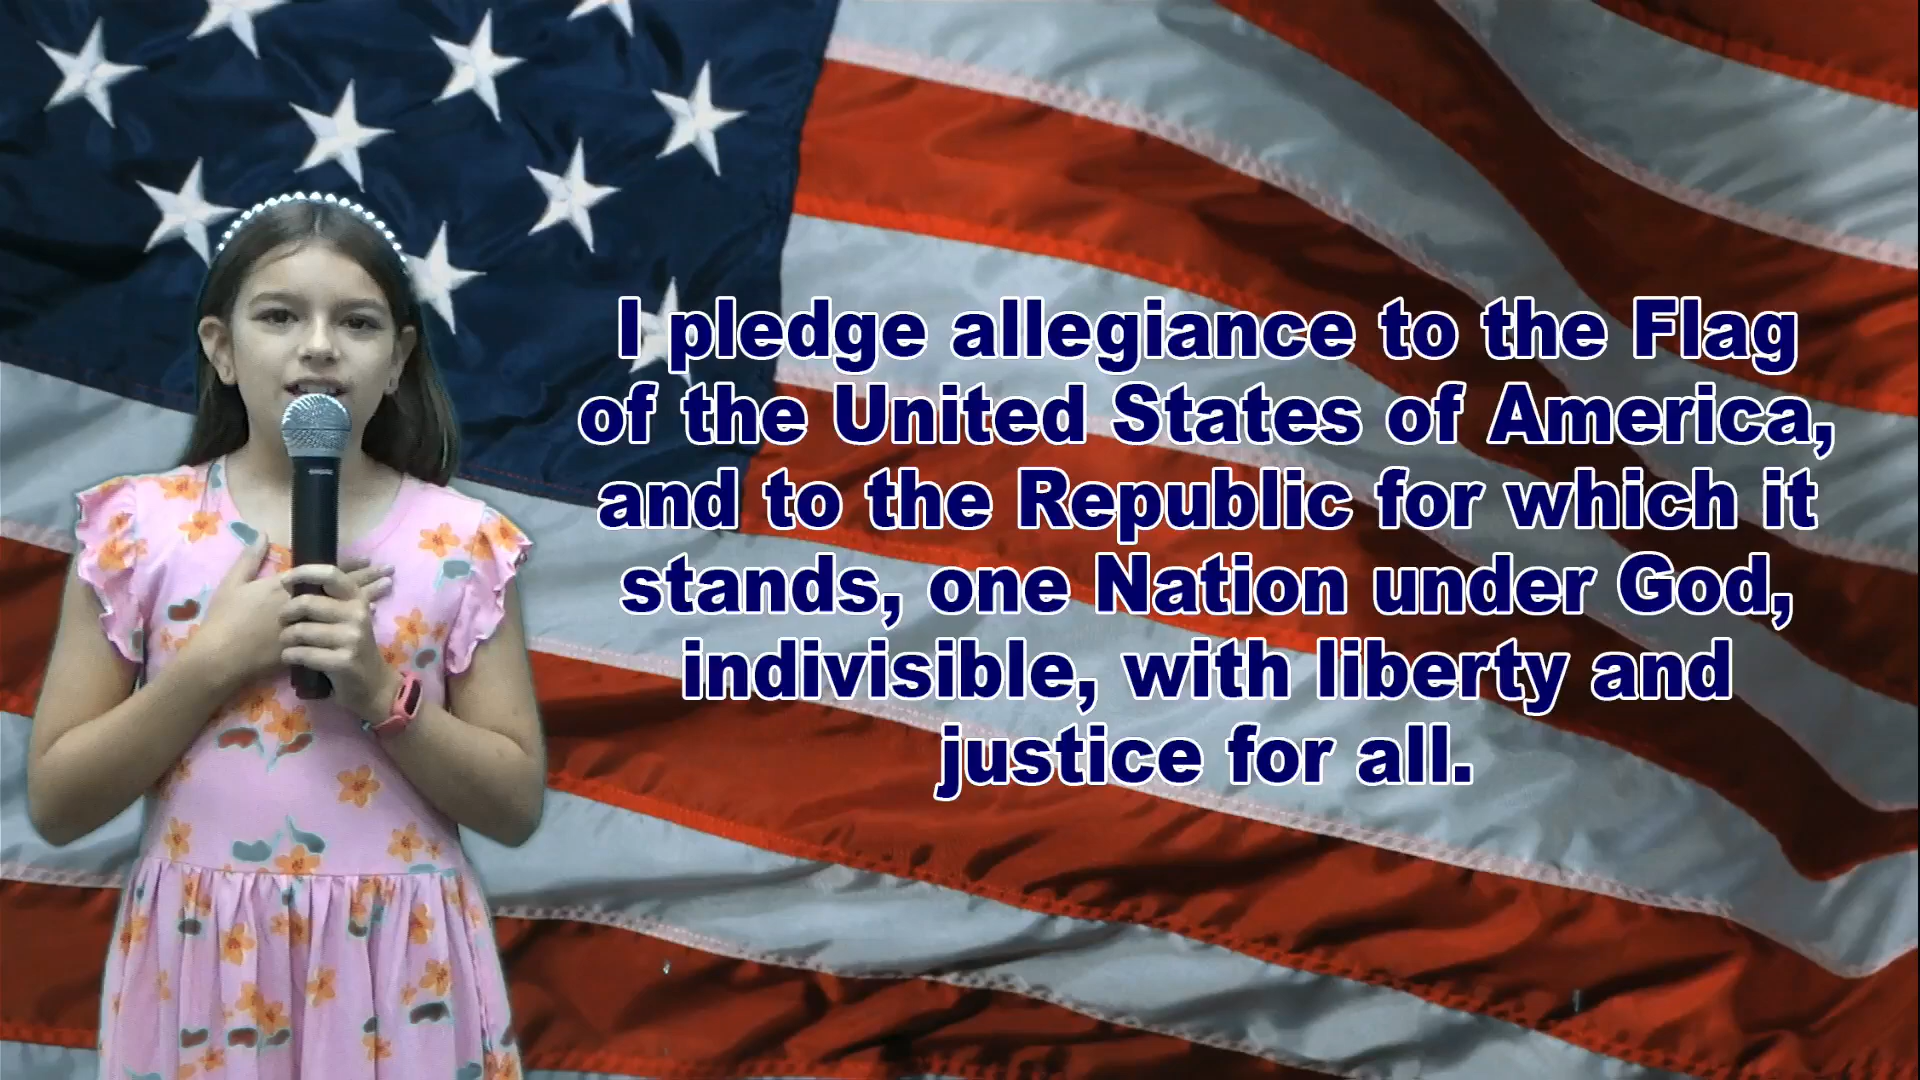 I pledge allegiance to the Flag
of the United States of America,
and to the Republic for which it
stands, one Nation under God,
indivisible, with liberty and
justice for all.